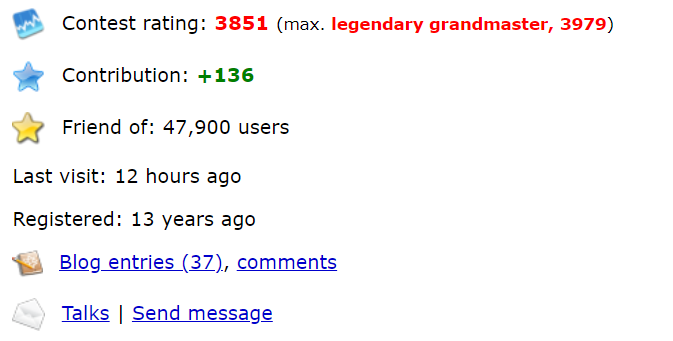 Contest rating: 3851 (max. legendary grandmaster, 3979)
Contribution: +136
Friend of: 47,900 users
Last visit: 12 hours ago
Registered: 13 years ago
Blog entries (37), comments
Talks | Send message